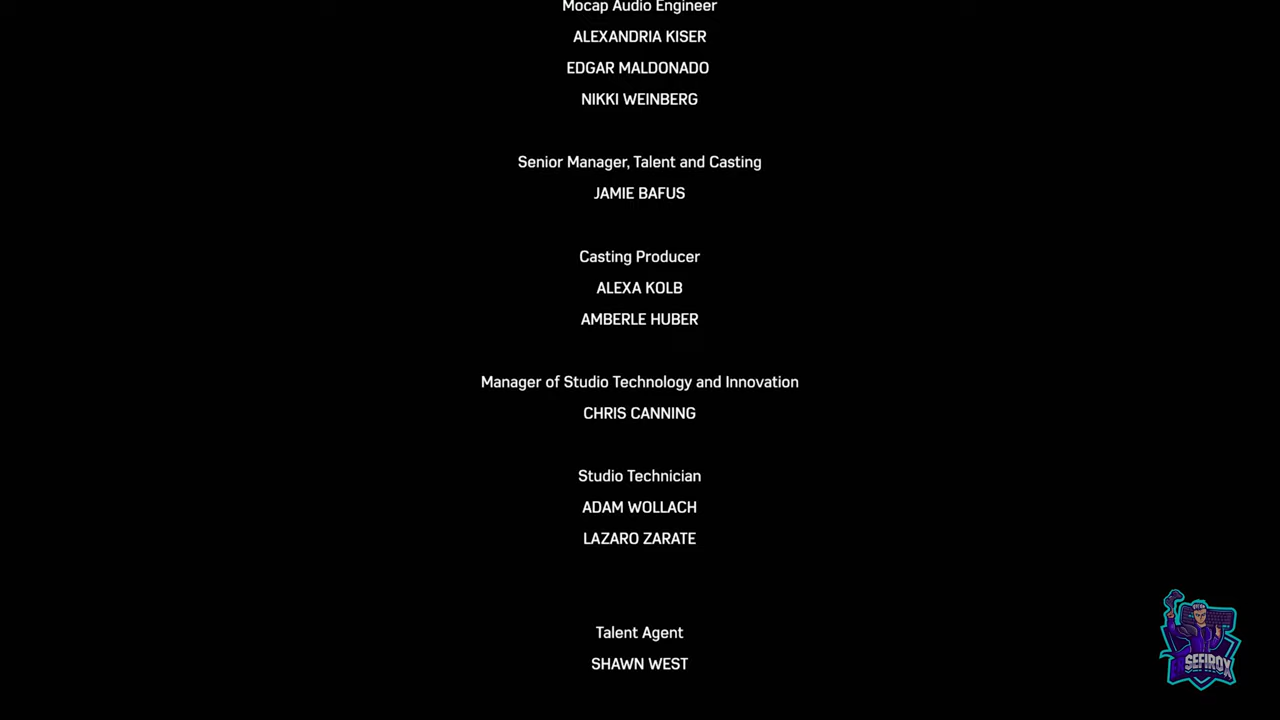 Mocap Audio Engineer
ALEXANDRIA KISER
EDGAR MALDONADO
NIKKI WEINBERG
Senior Manager, Talent and Casting
JAMIE BAFUS
Casting Producer
ALEXA KOLB
AMBERLE HUBER
Manager of Studio Technology and Innovation
CHRIS CANNING
Studio Technician
ADAM WOLLACH
LAZARO ZARATE
Talent Agent
SHAWN WEST
SEFIROX